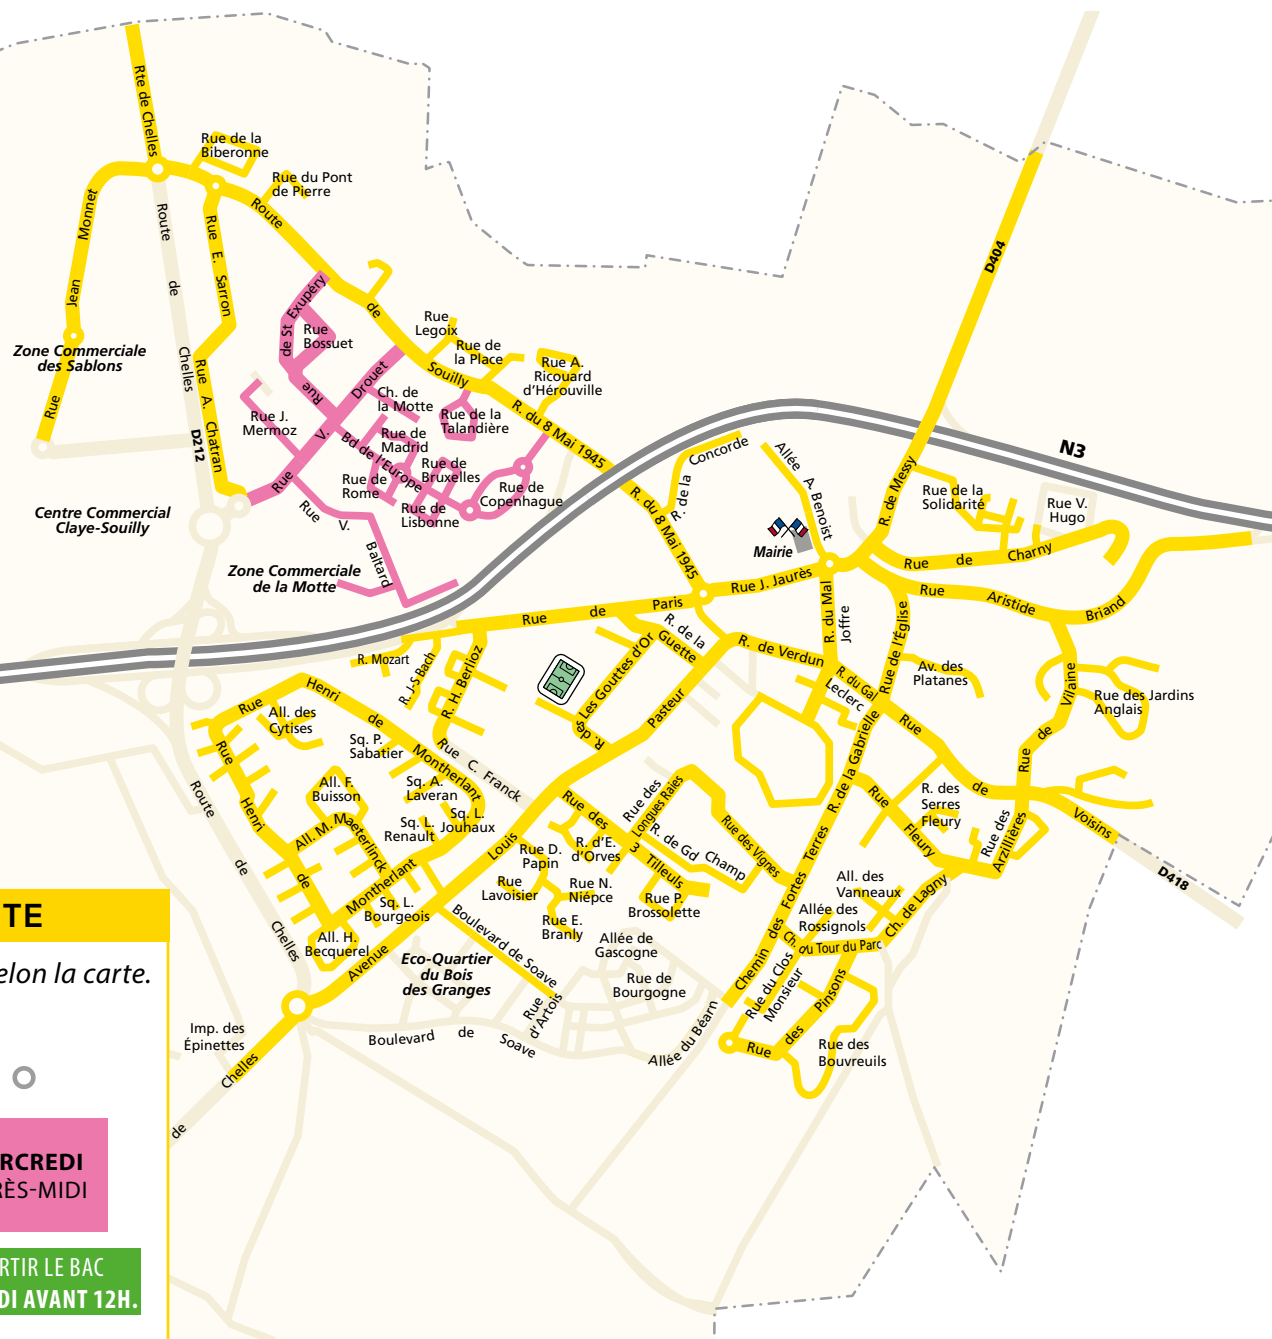 Rte de Chelles
Rue de la
Biberonne
Rue du Pont
de Pierre
Route
de
Souilly
Rue Jean Monnet
Route de Chelles
D212
Rue E. Sarron
Rue A. Chatran
Zone Commerciale
des Sablons
Centre Commercial
Claye-Souilly
Rue de St Exupéry
Rue
Bossuet
Rue
Legoix
Rue de
la Place
Rue A.
Ricouard
d’Hérouville
Rue V. Drouet
Ch. de
la Motte
Rue de la
Talandière
Rue J.
Mermoz
Rue de
Madrid
Bd de l’Europe
Rue de
Bruxelles
Rue de
Rome
Rue de
Lisbonne
Rue de
Copenhague
Rue V. Baltard
Zone Commerciale
de la Motte
R. du 8 Mai 1945
R. du 8 Mai 1945
R. de la Concorde
Allée A. Benoist
Mairie
D404
N3
R. de Messy
Rue de la
Solidarité
Rue V.
Hugo
Rue de Charny
Rue Aristide Briand
Rue J. Jaurès
Rue de Paris
R. du Mal
Joffre
Rue de l’Église
R. de la
Guette
R. de Verdun
R. du Gal
Leclerc
Av. des
Platanes
Rue des Jardins
Anglais
Rue de Vilaine
R. Mozart
R. J-S Bach
R. H. Berlioz
R. des Gouttes d’Or
Les
Pasteur
Rue Henri de Montherlant
All. des
Cytises
Sq. P.
Sabatier
Rue C. Franck
Rue Henri de Montherlant
All. F.
Buisson
Sq. A.
Laveran
Sq. L.
Jouhaux
Sq. L.
Renault
All. M. Maeterlinck
Sq. L.
Bourgeois
All. H.
Becquerel
Route de Chelles
Avenue Louis
Rue des 3 Tilleuls
Rue des
Longues Raies
R. de Gd Champ
Rue des Vignes
Rue D.
Papin
R. d’E.
d’Orves
Rue
Lavoisier
Rue N.
Niépce
Rue P.
Brossolette
Rue E.
Branly
R. de la Gabrielle
Chemin des Fortes Terres
Rue de Voisins
D418
Rue Fleury
R. des
Serres
Fleury
Rue des
Arzillières
All. des
Vanneaux
Allée des
Rossignols
Ch. de Lagny
Ch. du Tour du Parc
Rue du Clos
Monsieur
Rue des Pinsons
Rue des
Bouvreuils
Boulevard de Soave
Eco-Quartier
du Bois
des Granges
Allée de
Gascogne
Rue de
Bourgogne
Rue
d’Artois
Boulevard de Soave
Allée du Béarn
Imp. des
Épinettes
de Chelles
TE
elon la carte.
RCREDI
RÈS-MIDI
RTIR LE BAC
DI AVANT 12H.